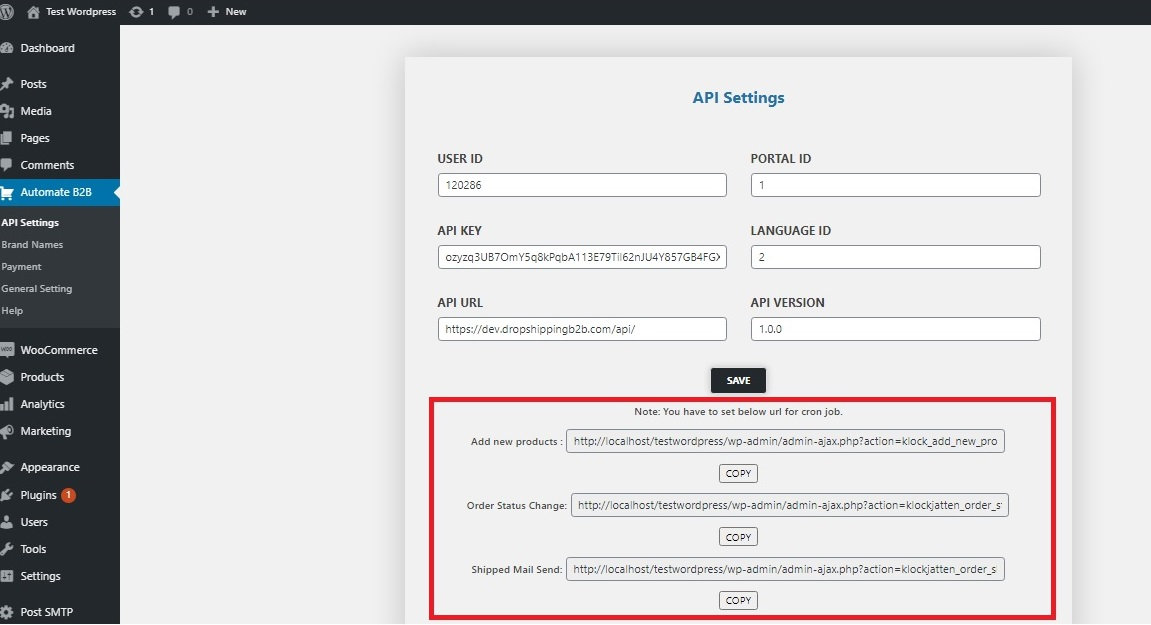 Test Wordpress 1 0 New
Dashboard
Posts
Media
Pages
Comments
Automate B2B
API Settings
Brand Names
Payment
General Setting
Help
WooCommerce
Products
Analytics
Marketing
Appearance
Plugins 1
Users
Tools
Settings
Post SMTP
API Settings
USER ID PORTAL ID
120286 1
API KEY LANGUAGE ID
2
API URL API VERSION
https://dev.dropshippingb2b.com/api/ 1.0.0
SAVE
Note: You have to set below url for cron job.
Add new products : http://localhost/testwordpress/wp-admin/admin-ajax.php?action=klock_add_new_pro
COPY
Order Status Change: http://localhost/testwordpress/wp-admin/admin-ajax.php?action=klockjatten_order_s
COPY
Shipped Mail Send: http://localhost/testwordpress/wp-admin/admin-ajax.php?action=klockjatten_order_s
COPY